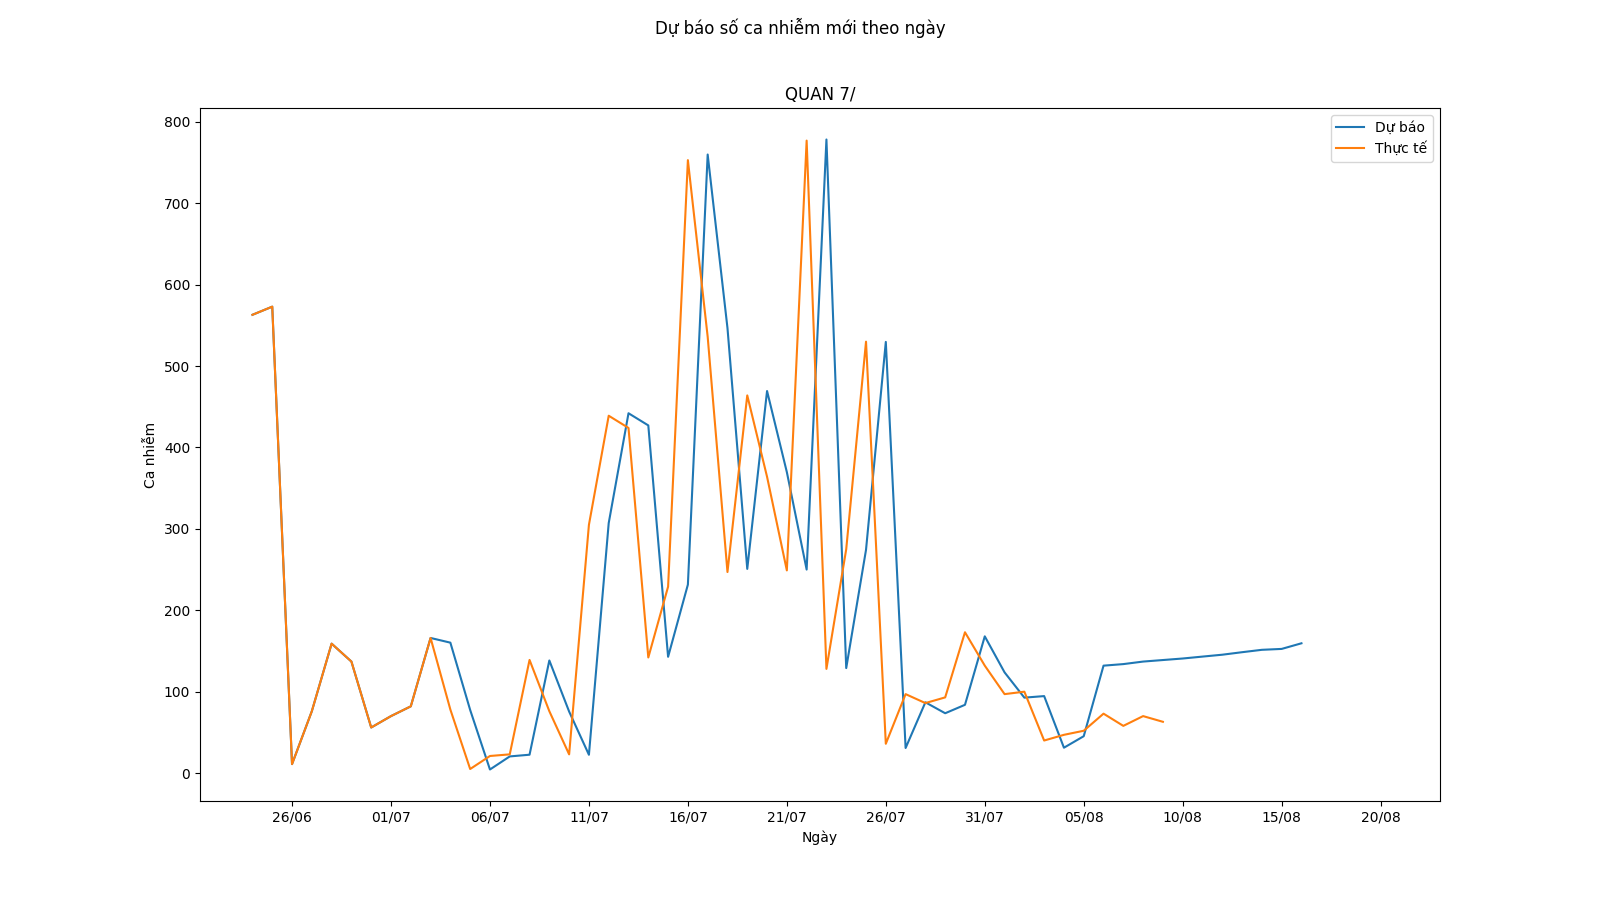 Dự báo số ca nhiễm mới theo ngày
QUAN 7/
800
700
600
500
400
300
200
100
0
Ca nhiễm
Dự báo
Thực tế
26/06 01/07 06/07 11/07 16/07 21/07 26/07 31/07 05/08 10/08 15/08 20/08
Ngày